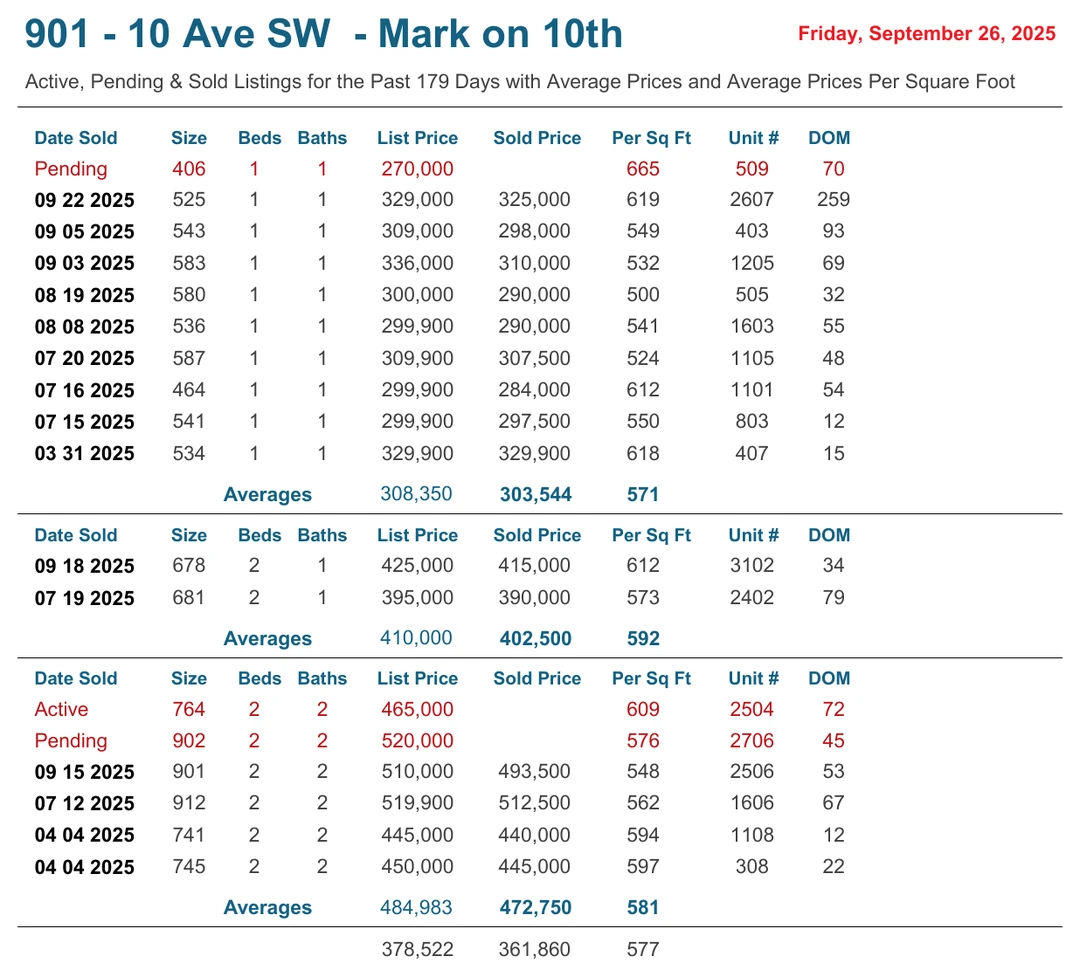 901 - 10 Ave SW - Mark on 10th Friday, September 26, 2025
Active, Pending & Sold Listings for the Past 179 Days with Average Prices and Average Prices Per Square Foot
Date Sold Size Beds Baths List Price Sold Price Per Sq Ft Unit # DOM
Pending 406 1 1 270,000 665 509 70
09 22 2025 525 1 1 329,000 325,000 619 2607 259
09 05 2025 543 1 1 309,000 298,000 549 403 93
09 03 2025 583 1 1 336,000 310,000 532 1205 69
08 19 2025 580 1 1 300,000 290,000 500 505 32
08 08 2025 536 1 1 299,900 290,000 541 1603 55
07 20 2025 587 1 1 309,900 307,500 524 1105 48
07 16 2025 464 1 1 299,900 284,000 612 1101 54
07 15 2025 541 1 1 299,900 297,500 550 803 12
03 31 2025 534 1 1 329,900 329,900 618 407 15
Averages 308,350 303,544 571
Date Sold Size Beds Baths List Price Sold Price Per Sq Ft Unit # DOM
09 18 2025 678 2 1 425,000 415,000 612 3102 34
07 19 2025 681 2 1 395,000 390,000 573 2402 79
Averages 410,000 402,500 592
Date Sold Size Beds Baths List Price Sold Price Per Sq Ft Unit # DOM
Active 764 2 2 465,000 609 2504 72
Pending 902 2 2 520,000 576 2706 45
09 15 2025 901 2 2 510,000 493,500 548 2506 53
07 12 2025 912 2 2 519,900 512,500 562 1606 67
04 04 2025 741 2 2 445,000 440,000 594 1108 12
04 04 2025 745 2 2 450,000 445,000 597 308 22
Averages 484,983 472,750 581
378,522 361,860 577